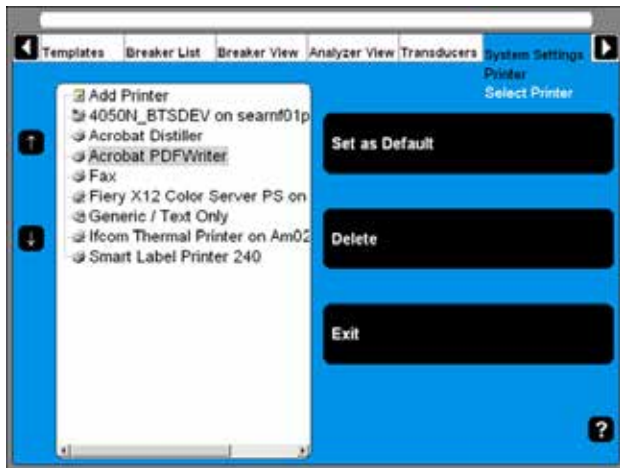 Templates
Breaker List
Breaker View
Analyzer View
Transducers
System Settings
Printer
Select Printer
Add Printer
4050N_BTSDEV on searnf01p
Acrobat Distiller
Acrobat PDFWriter
Fax
Fiery X12 Color Server PS on
Generic / Text Only
Ifcom Thermal Printer on Am02
Smart Label Printer 240
Set as Default
Delete
Exit
?